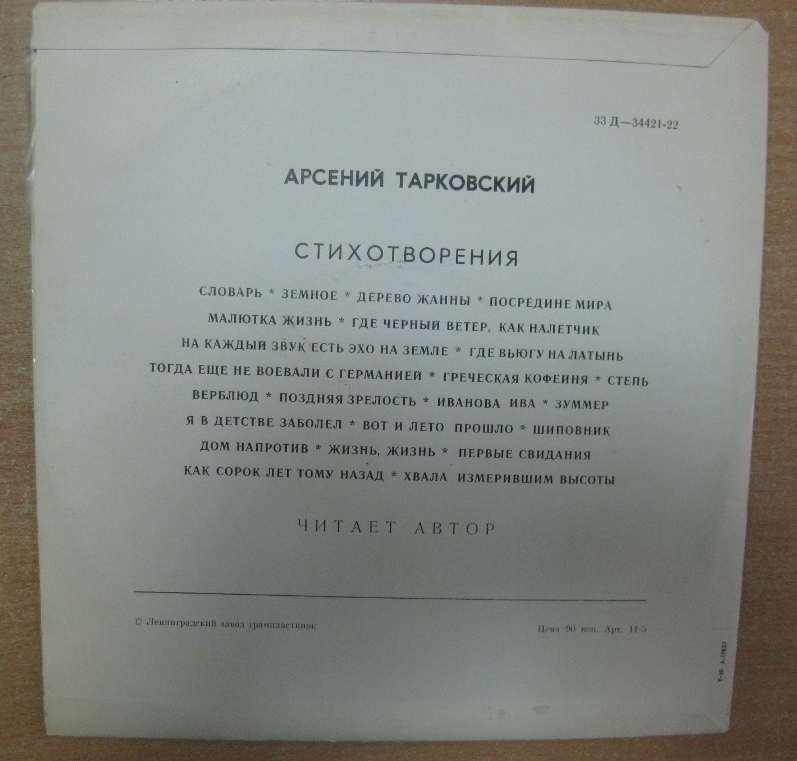 33 Д—34421-22
АРСЕНИЙ ТАРКОВСКИЙ
СТИХОТВОРЕНИЯ
СЛОВАРЬ * ЗЕМНОЕ * ДЕРЕВО ЖАННЫ * ПОСРЕДИНЕ МИРА
МАЛЮТКА ЖИЗНЬ * ГДЕ ЧЕРНЫЙ ВЕТЕР, КАК НАЛЕТЧИК
НА КАЖДЫЙ ЗВУК ЕСТЬ ЭХО НА ЗЕМЛЕ * ГДЕ ВЬЮГУ НА ЛАТЫНЬ
ТОГДА ЕЩЕ НЕ ВОЕВАЛИ С ГЕРМАНИЕЙ * ГРЕЧЕСКАЯ КОФЕЙНЯ * СТЕПЬ
ВЕРБЛЮД * ПОЗДНЯЯ ЗРЕЛОСТЬ * ИВАНОВА ИВА * ЗУММЕР
Я В ДЕТСТВЕ ЗАБОЛЕЛ * ВОТ И ЛЕТО ПРОШЛО * ШИПОВНИК
ДОМ НАПРОТИВ * ЖИЗНЬ, ЖИЗНЬ * ПЕРВЫЕ СВИДАНИЯ
КАК СОРОК ЛЕТ ТОМУ НАЗАД * ХВАЛА ИЗМЕРИВШИМ ВЫСОТЫ
ЧИТАЕТ АВТОР
© Ленинградский завод грампластинок
Цена 90 коп. Арт. 11-5